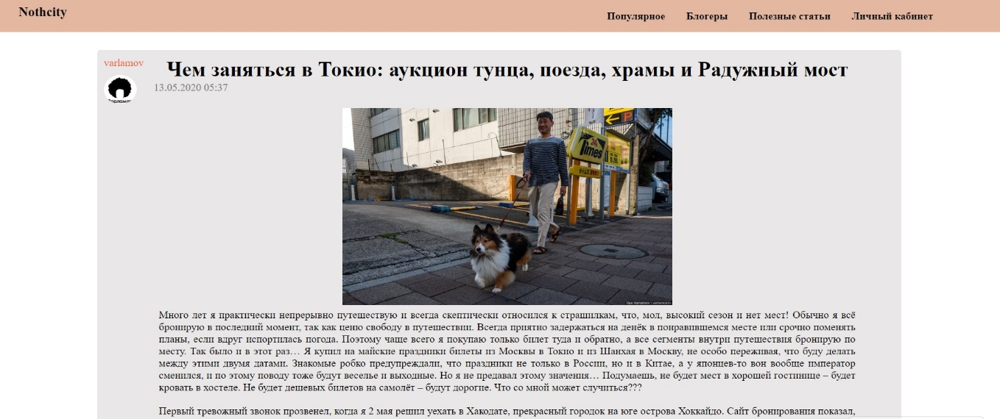 Nothcity
Популярное Блогеры Полезные статьи Личный кабинет
varlamov
Чем заняться в Токио: аукцион тунца, поезда, храмы и Радужный мост
13.05.2020 05:37
P
24h
Times
タイムズ
Много лет я практически непрерывно путешествую и всегда скептически относился к страшилкам, что, мол, высокий сезон и нет мест! Обычно я всё
бронирую в последний момент, так как ценю свободу в путешествии. Всегда приятно задержаться на денёк в понравившемся месте или срочно поменять
планы, если вдруг испортилась погода. Поэтому чаще всего я покупаю только билет туда и обратно, а все сегменты внутри путешествия бронирую по
месту. Так было и в этот раз… Я купил на майские праздники билеты из Москвы в Токио и из Шанхая в Москву, не особо переживая, что буду делать
между этими двумя датами. Знакомые робко предупреждали, что праздники не только в России, но и в Китае, а у японцев-то вон вообще император
сменился, и по этому поводу тоже будут веселье и выходные. Но я не предавал этому значения… Подумаешь, не будет мест в хорошей гостинице – будет
кровать в хостеле. Не будет дешевых билетов на самолёт – будут дорогие. Что со мной может случиться???
Первый тревожный звонок прозвенел, когда я 2 мая решил уехать в Хакодате, прекрасный городок на юге острова Хоккайдо. Сайт бронирования показал,